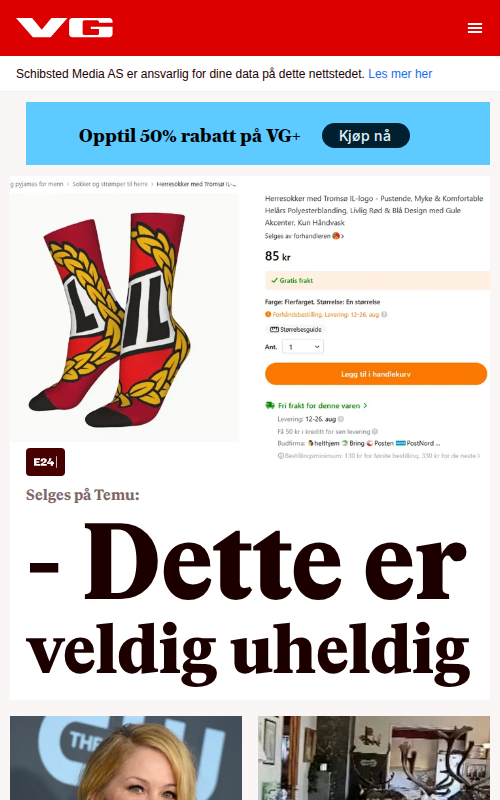 VG
Schibsted Media AS er ansvarlig for dine data på dette nettstedet. Les mer her
Opptil 50% rabatt på VG+
Kjøp nå
g pyjamas for menn › Sokker og strømper til herre › Herresokker med Tromsø IL-...
Herresokker med Tromsø IL-logo - Pustende, Myke & Komfortable
Helårs Polyesterblanding, Livlig Rød & Blå Design med Gule
Akcenter, Kun Håndvask
Selges av forhandleren
85 kr
Gratis frakt
Farge: Flerfarget, Størrelse: En størrelse
Forhåndsbestilling. Levering: 12-26. aug
Størrelsesguide
Ant. 1
Legg til i handlekurv
Fri frakt for denne varen
Levering: 12-26. aug
Få 50 kr i kreditt for sen levering
Budfirma: helthjem Bring Posten PostNord ...
Bestillingsminimum: 130 kr for første bestilling, 330 kr for de neste
IL
E24
Selges på Temu:
- Dette er
veldig uheldig
THE